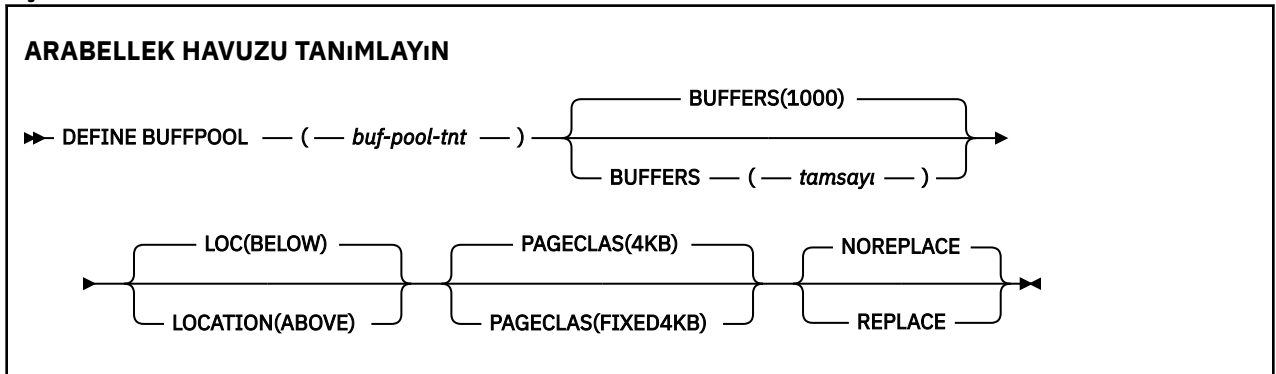 ARABELLEK HAVUZU TANıMLAYıN
BUFFERS(1000)
DEFINE BUFFPOOL ( buf-pool-tnt )
BUFFERS ( tamsayı )
LOC(BELOW) PAGECLAS(4KB) NOREPLACE
LOCATION(ABOVE) PAGECLAS(FIXED4KB) REPLACE